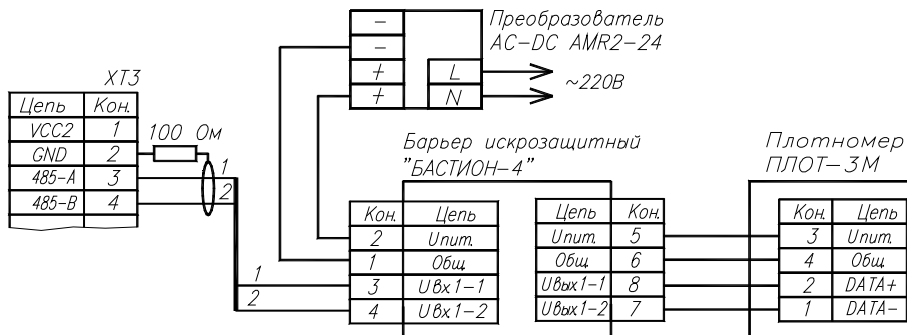 Преобразователь
AC-DC AMR2-24
-
-
+
+
L
N
~220В
XT3
Цепь Кон.
VCC2 1
GND 2
485-A 3
485-B 4
100 Ом
1
2
1
2
Барьер искрозащитный
"БАСТИОН-4"
Кон. Цепь
2 Uпит.
1 Общ.
3 Uвх1-1
4 Uвх1-2
Цепь Кон.
Uпит. 5
Общ. 6
Uвых1-1 8
Uвых1-2 7
Плотномер
ПЛОТ-3М
Кон. Цепь
3 Uпит.
4 Общ.
2 DATA+
1 DATA-